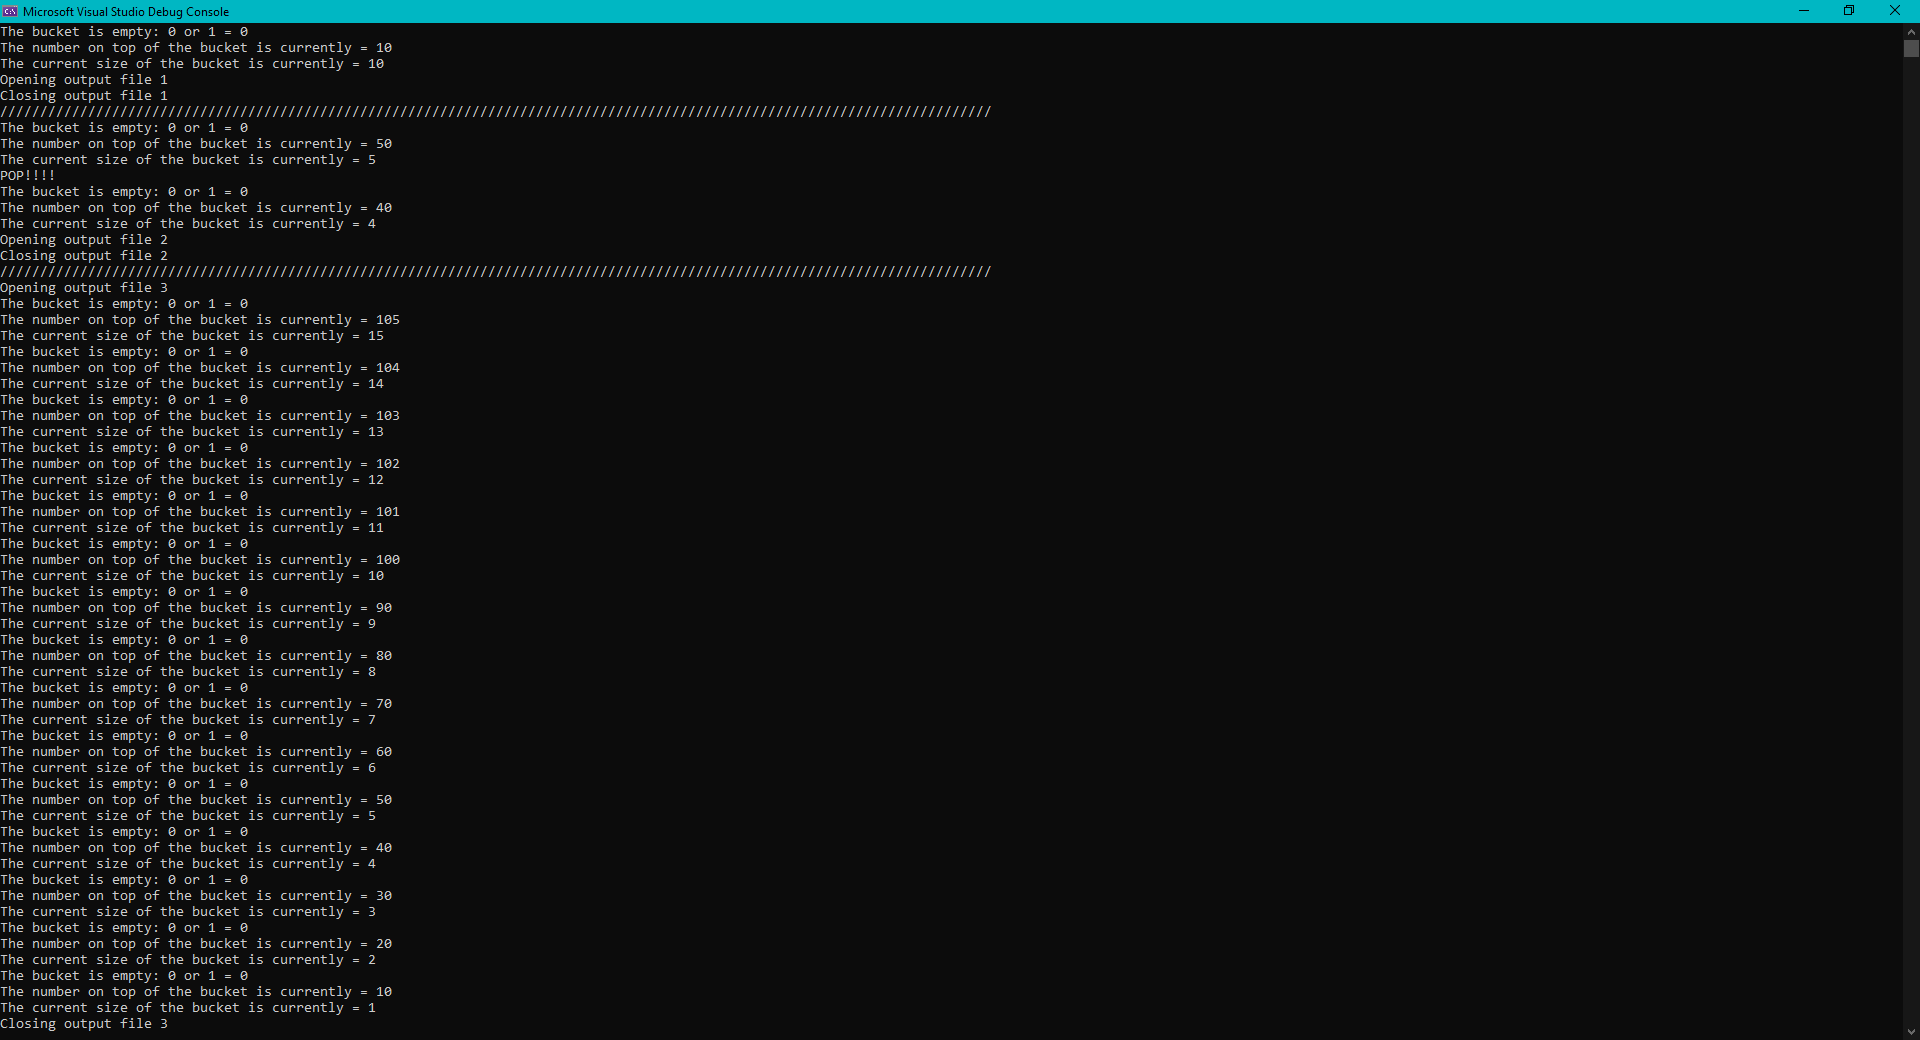 Microsoft Visual Studio Debug Console
The bucket is empty: 0 or 1 = 0
The number on top of the bucket is currently = 10
The current size of the bucket is currently = 10
Opening output file 1
Closing output file 1
////////////////////////////////////////////////////////////////////////////////////////////////////////////////////////////
The bucket is empty: 0 or 1 = 0
The number on top of the bucket is currently = 50
The current size of the bucket is currently = 5
POP!!!!
The bucket is empty: 0 or 1 = 0
The number on top of the bucket is currently = 40
The current size of the bucket is currently = 4
Opening output file 2
Closing output file 2
////////////////////////////////////////////////////////////////////////////////////////////////////////////////////////////
Opening output file 3
The bucket is empty: 0 or 1 = 0
The number on top of the bucket is currently = 105
The current size of the bucket is currently = 15
The bucket is empty: 0 or 1 = 0
The number on top of the bucket is currently = 104
The current size of the bucket is currently = 14
The bucket is empty: 0 or 1 = 0
The number on top of the bucket is currently = 103
The current size of the bucket is currently = 13
The bucket is empty: 0 or 1 = 0
The number on top of the bucket is currently = 102
The current size of the bucket is currently = 12
The bucket is empty: 0 or 1 = 0
The number on top of the bucket is currently = 101
The current size of the bucket is currently = 11
The bucket is empty: 0 or 1 = 0
The number on top of the bucket is currently = 100
The current size of the bucket is currently = 10
The bucket is empty: 0 or 1 = 0
The number on top of the bucket is currently = 90
The current size of the bucket is currently = 9
The bucket is empty: 0 or 1 = 0
The number on top of the bucket is currently = 80
The current size of the bucket is currently = 8
The bucket is empty: 0 or 1 = 0
The number on top of the bucket is currently = 70
The current size of the bucket is currently = 7
The bucket is empty: 0 or 1 = 0
The number on top of the bucket is currently = 60
The current size of the bucket is currently = 6
The bucket is empty: 0 or 1 = 0
The number on top of the bucket is currently = 50
The current size of the bucket is currently = 5
The bucket is empty: 0 or 1 = 0
The number on top of the bucket is currently = 40
The current size of the bucket is currently = 4
The bucket is empty: 0 or 1 = 0
The number on top of the bucket is currently = 30
The current size of the bucket is currently = 3
The bucket is empty: 0 or 1 = 0
The number on top of the bucket is currently = 20
The current size of the bucket is currently = 2
The bucket is empty: 0 or 1 = 0
The number on top of the bucket is currently = 10
The current size of the bucket is currently = 1
Closing output file 3